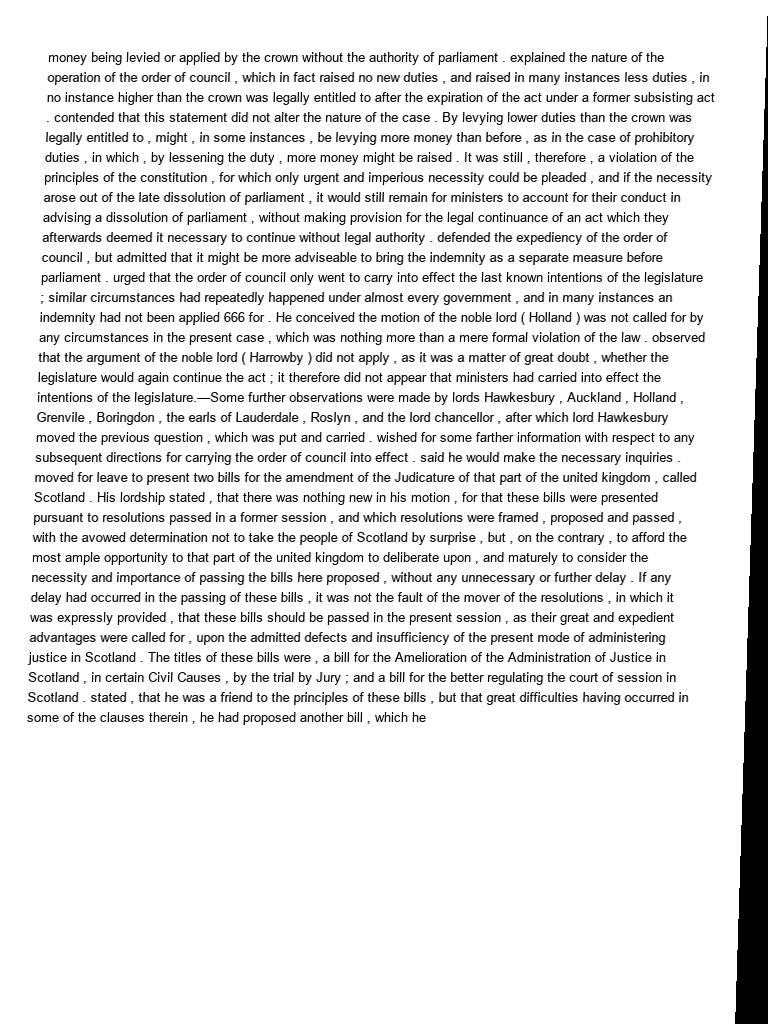 money being levied or applied by the crown without the authority of parliament . explained the nature of the
operation of the order of council , which in fact raised no new duties , and raised in many instances less duties , in
no instance higher than the crown was legally entitled to after the expiration of the act under a former subsisting act
. contended that this statement did not alter the nature of the case . By levying lower duties than the crown was
legally entitled to , might , in some instances , be levying more money than before , as in the case of prohibitory
duties , in which , by lessening the duty , more money might be raised . It was still , therefore , a violation of the
principles of the constitution , for which only urgent and imperious necessity could be pleaded , and if the necessity
arose out of the late dissolution of parliament , it would still remain for ministers to account for their conduct in
advising a dissolution of parliament , without making provision for the legal continuance of an act which they
afterwards deemed it necessary to continue without legal authority . defended the expediency of the order of
council , but admitted that it might be more adviseable to bring the indemnity as a separate measure before
parliament . urged that the order of council only went to carry into effect the last known intentions of the legislature
; similar circumstances had repeatedly happened under almost every government , and in many instances an
indemnity had not been applied 666 for . He conceived the motion of the noble lord ( Holland ) was not called for by
any circumstances in the present case , which was nothing more than a mere formal violation of the law . observed
that the argument of the noble lord ( Harrowby ) did not apply , as it was a matter of great doubt , whether the
legislature would again continue the act ; it therefore did not appear that ministers had carried into effect the
intentions of the legislature.—Some further observations were made by lords Hawkesbury , Auckland , Holland ,
Grenvile , Boringdon , the earls of Lauderdale , Roslyn , and the lord chancellor , after which lord Hawkesbury
moved the previous question , which was put and carried . wished for some farther information with respect to any
subsequent directions for carrying the order of council into effect . said he would make the necessary inquiries .
moved for leave to present two bills for the amendment of the Judicature of that part of the united kingdom , called
Scotland . His lordship stated , that there was nothing new in his motion , for that these bills were presented
pursuant to resolutions passed in a former session , and which resolutions were framed , proposed and passed ,
with the avowed determination not to take the people of Scotland by surprise , but , on the contrary , to afford the
most ample opportunity to that part of the united kingdom to deliberate upon , and maturely to consider the
necessity and importance of passing the bills here proposed , without any unnecessary or further delay . If any
delay had occurred in the passing of these bills , it was not the fault of the mover of the resolutions , in which it
was expressly provided , that these bills should be passed in the present session , as their great and expedient
advantages were called for , upon the admitted defects and insufficiency of the present mode of administering
justice in Scotland . The titles of these bills were , a bill for the Amelioration of the Administration of Justice in
Scotland , in certain Civil Causes , by the trial by Jury ; and a bill for the better regulating the court of session in
Scotland . stated , that he was a friend to the principles of these bills , but that great difficulties having occurred in
some of the clauses therein , he had proposed another bill , which he